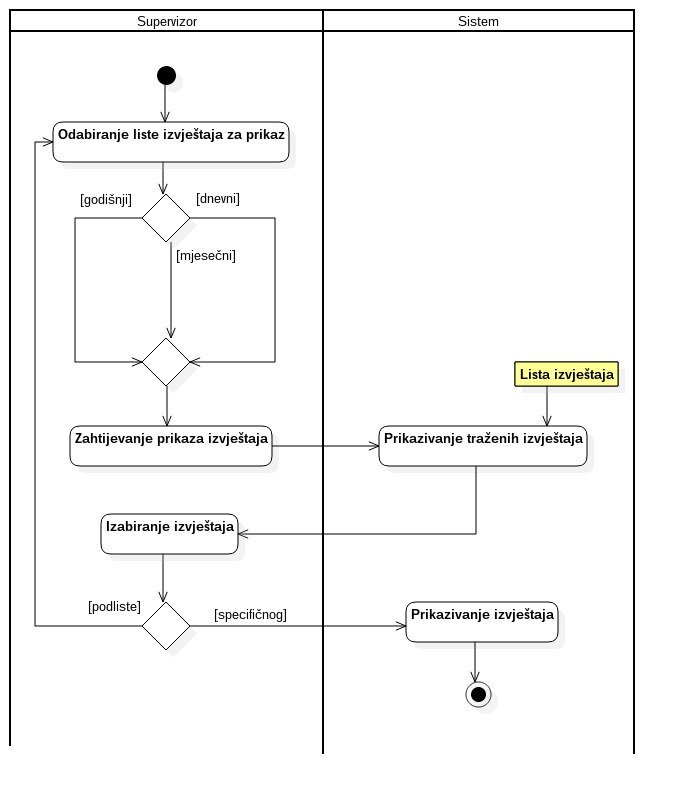 Supervizor
Sistem
Odabiranje liste izvještaja za prikaz
[godišnji]
[dnevni]
[mjesečni]
Lista izvještaja
Zahtijevanje prikaza izvještaja
Prikazivanje traženih izvještaja
Izabiranje izvještaja
[podliste]
[specifičnog]
Prikazivanje izvještaja